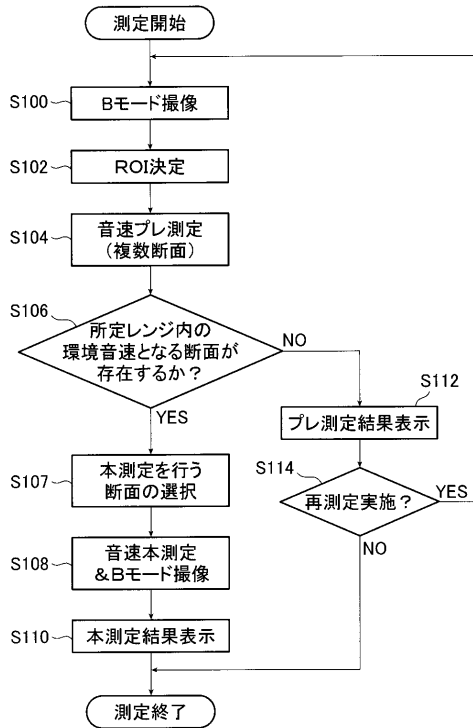 測定開始
S100
Bモード撮像
S102
ROI決定
S104
音速プレ測定
(複数断面)
S106
所定レンジ内の
環境音速となる断面が
存在するか?
NO
YES
S112
プレ測定結果表示
S114
再測定実施?
YES
NO
S107
本測定を行う
断面の選択
S108
音速本測定
&Bモード撮像
S110
本測定結果表示
測定終了